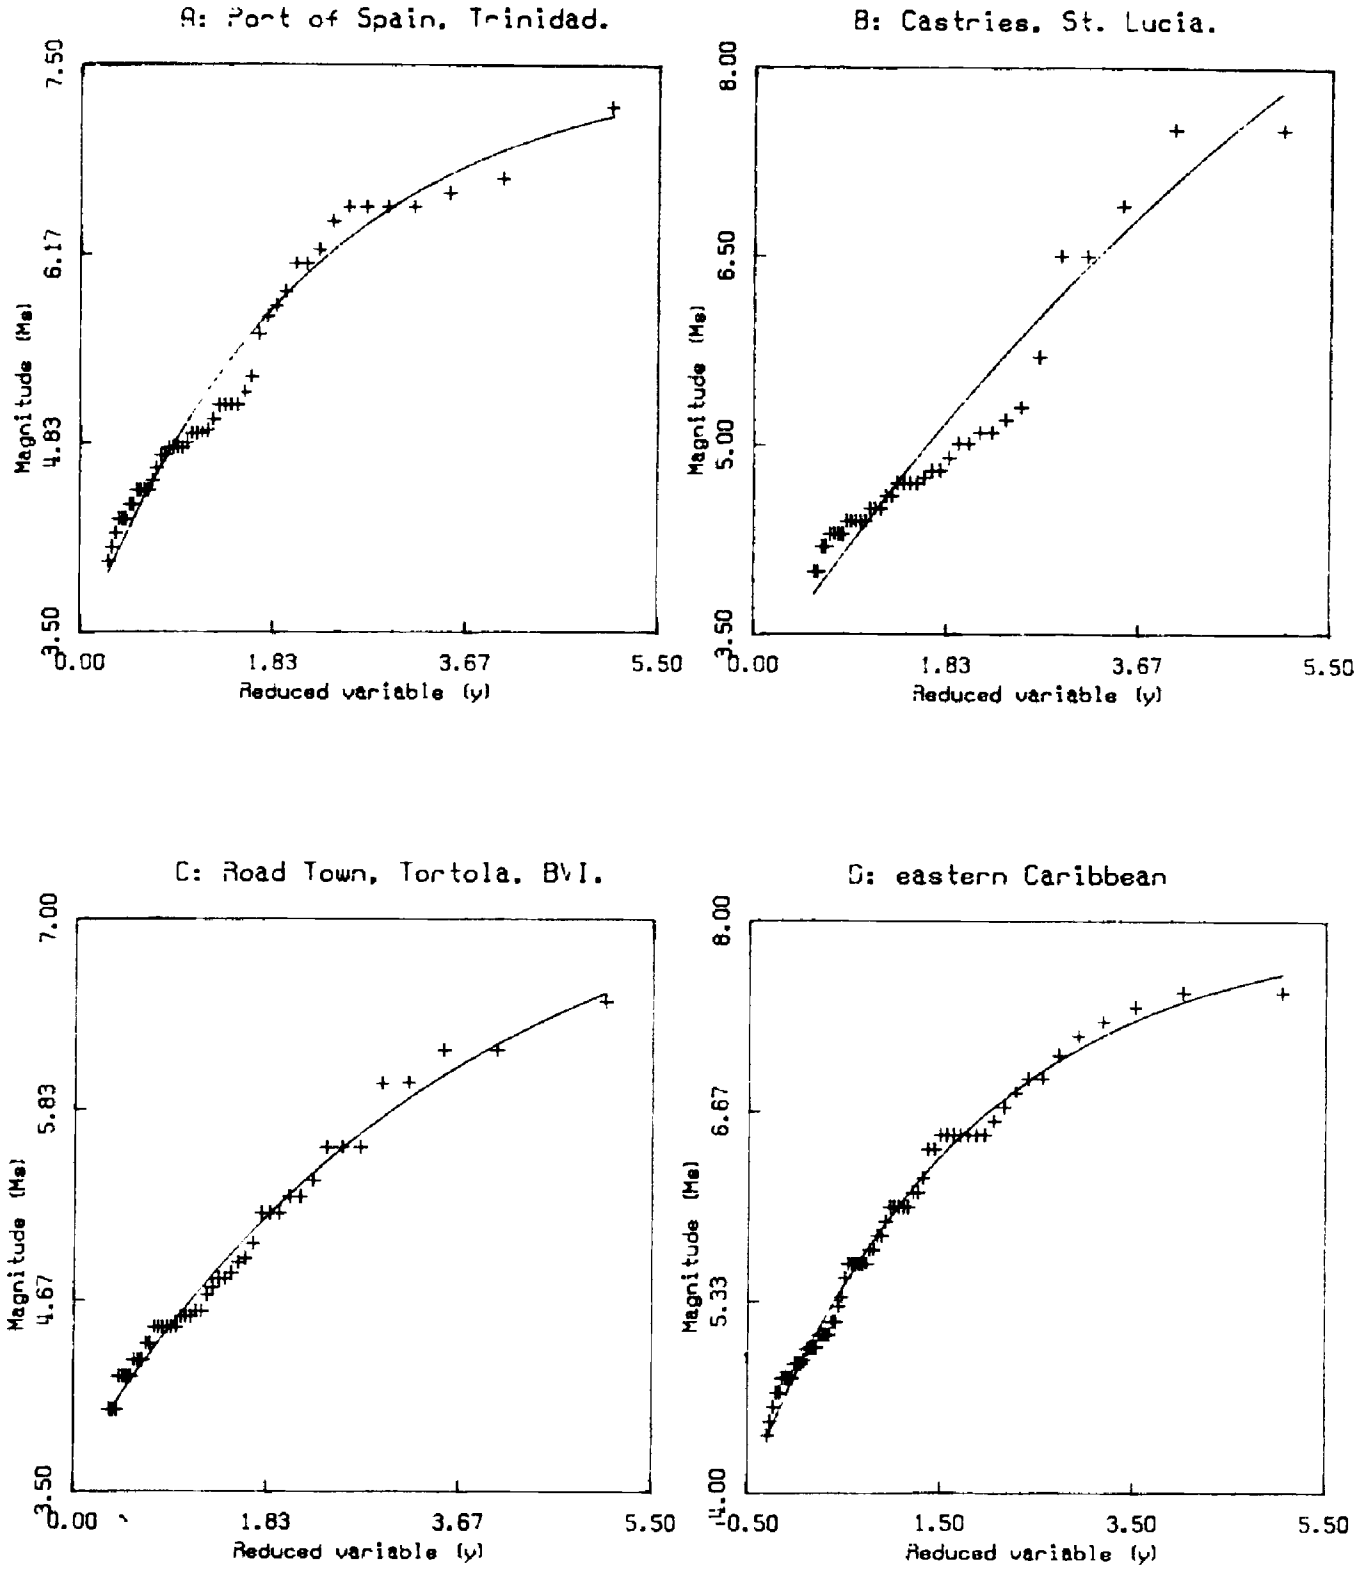 A: Port of Spain, Trinidad.
7.50
6.17
4.83
3.50
Magnitude (Ms)
0.00 1.83 3.67 5.50
Reduced variable (y)
B: Castries, St. Lucia.
8.00
6.50
5.00
3.50
Magnitude (Ms)
0.00 1.83 3.67 5.50
Reduced variable (y)
C: Road Town, Tortola, BVI.
7.00
5.83
4.67
3.50
Magnitude (Ms)
0.00 1.83 3.67 5.50
Reduced variable (y)
D: eastern Caribbean
8.00
6.67
5.33
4.00
Magnitude (Ms)
-0.50 1.50 3.50 5.50
Reduced variable (y)